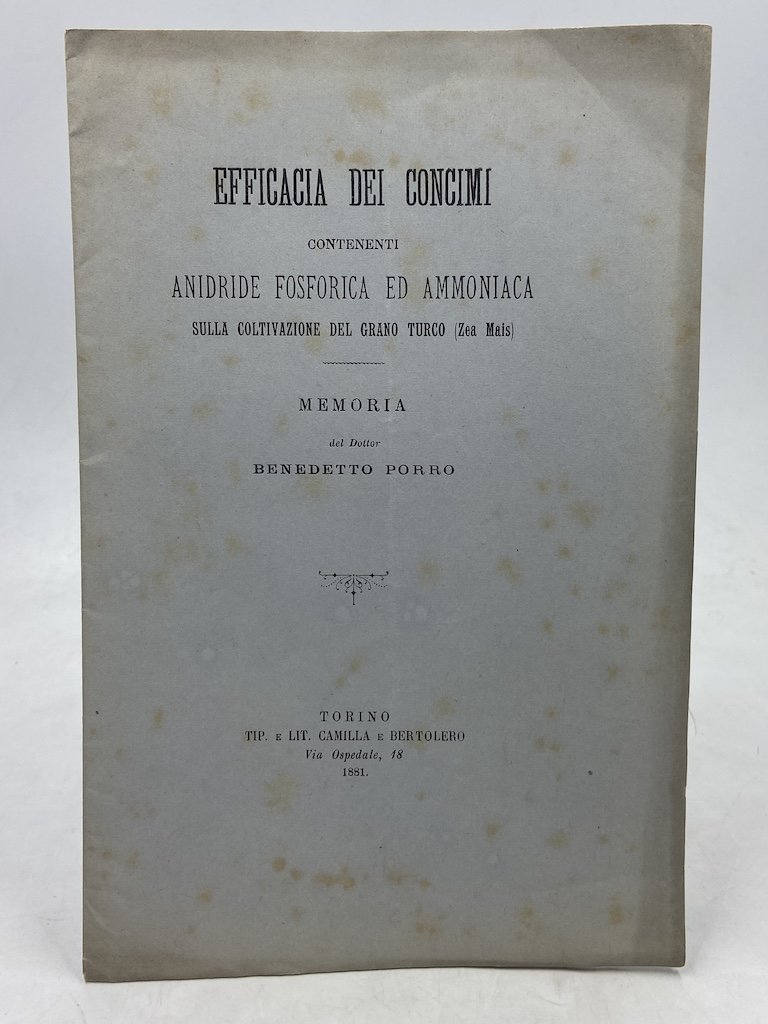 EFFICACIA DEI CONCIMI
CONTENENTI
ANIDRIDE FOSFORICA ED AMMONIACA
SULLA COLTIVAZIONE DEL GRANO TURCO (Zea Mais)
MEMORIA
del Dottor
BENEDETTO PORRO
TORINO
TIP. E LIT. CAMILLA E BERTOLERO
Via Ospedale, 18
1881.